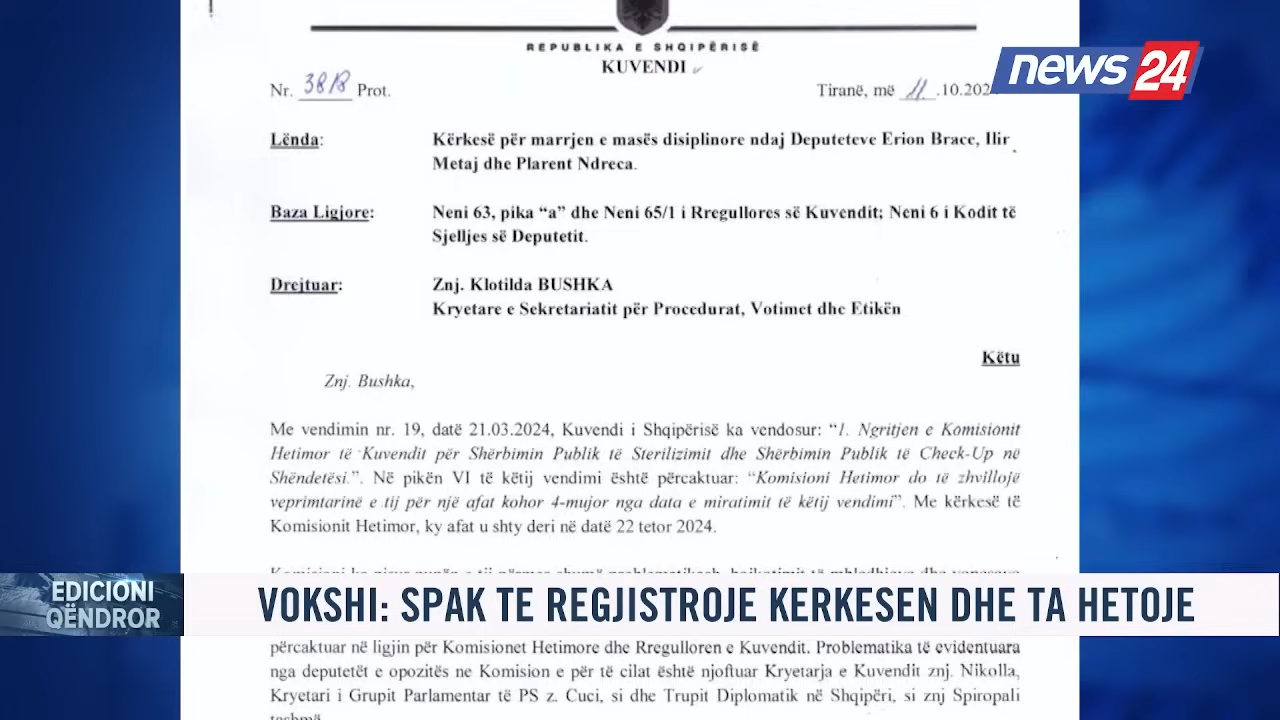 REPUBLIKA E SHQIPËRISË
KUVENDI
Nr. 3818 Prot.
Tiranë, më 11 .10.202
news 24
Lënda:
Kërkesë për marrjen e masës disiplinore ndaj Deputeteve Erion Brace, Ilir
Metaj dhe Plarent Ndreca.
Baza Ligjore:
Neni 63, pika “a” dhe Neni 65/1 i Rregullores së Kuvendit; Neni 6 i Kodit të
Sjelljes së Deputetit.
Drejtuar:
Znj. Klotilda BUSHKA
Kryetare e Sekretariatit për Procedurat, Votimet dhe Etikën
Këtu
Znj. Bushka,
Me vendimin nr. 19, datë 21.03.2024, Kuvendi i Shqipërisë ka vendosur: “1. Ngritjen e Komisionit
Hetimor të Kuvendit për Shërbimin Publik të Sterilizimit dhe Shërbimin Publik të Check-Up në
Shëndetësi.”. Në pikën VI të këtij vendimi është përcaktuar: “Komisioni Hetimor do të zhvillojë
veprimtarinë e tij për një afat kohor 4-mujor nga data e miratimit të këtij vendimi”. Me kërkesë të
Komisionit Hetimor, ky afat u shty deri në datë 22 tetor 2024.
EDICIONI
QËNDROR
VOKSHI: SPAK TE REGJISTROJE KERKESEN DHE TA HETOJE
përcaktuar në ligjin për Komisionet Hetimore dhe Rregulloren e Kuvendit. Problematika të evidentuara
nga deputetët e opozitës ne Komision e për të cilat është njoftuar Kryetarja e Kuvendit znj. Nikolla,
Kryetari i Grupit Parlamentar të PS z. Cuci, si dhe Trupit Diplomatik në Shqipëri, si znj Spiropali